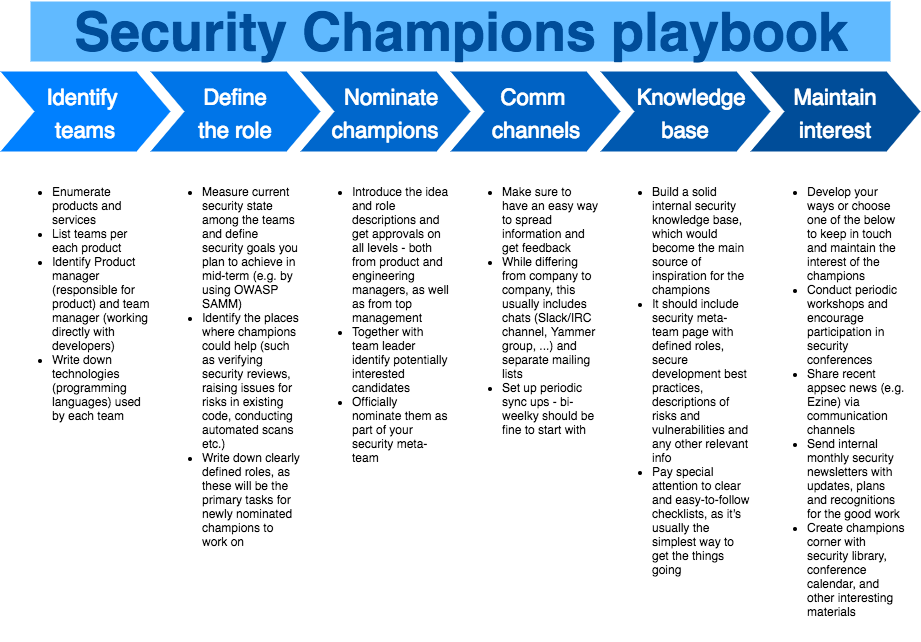 Security Champions playbook
Identify
teams
Define
the role
Nominate
champions
Comm
channels
Knowledge
base
Maintain
interest
• Enumerate
products and
services
• List teams per
each product
• Identify Product
manager
(responsible for
product) and team
manager (working
directly with
developers)
• Write down
technologies
(programming
languages) used
by each team
• Measure current
security state
among the teams
and define
security goals you
plan to achieve in
mid-term (e.g. by
using OWASP
SAMM)
• Identify the places
where champions
could help (such
as verifying
security reviews,
raising issues for
risks in existing
code, conducting
automated scans
etc.)
• Write down clearly
defined roles, as
these will be the
primary tasks for
newly nominated
champions to
work on
• Introduce the idea
and role
descriptions and
get approvals on
all levels - both
from product and
engineering
managers, as well
as from top
management
• Together with
team leader
identify potentially
interested
candidates
• Officially
nominate them as
part of your
security meta-
team
• Make sure to
have an easy way
to spread
information and
get feedback
• While differing
from company to
company, this
usually includes
chats (Slack/IRC
channel, Yammer
group, ...) and
separate mailing
lists
• Set up periodic
sync ups - bi-
weelky should be
fine to start with
• Build a solid
internal security
knowledge base,
which would
become the main
source of
inspiration for the
champions
• It should include
security meta-
team page with
defined roles,
secure
development best
practices,
descriptions of
risks and
vulnerabilities and
any other relevant
info
• Pay special
attention to clear
and easy-to-follow
checklists, as it's
usually the
simplest way to
get the things
going
• Develop your
ways or choose
one of the below
to keep in touch
and maintain the
interest of the
champions
• Conduct periodic
workshops and
encourage
participation in
security
conferences
• Share recent
appsec news (e.g.
Ezine) via
communication
channels
• Send internal
monthly security
newsletters with
updates, plans
and recognitions
for the good work
• Create champions
corner with
security library,
conference
calendar, and
other interesting
materials